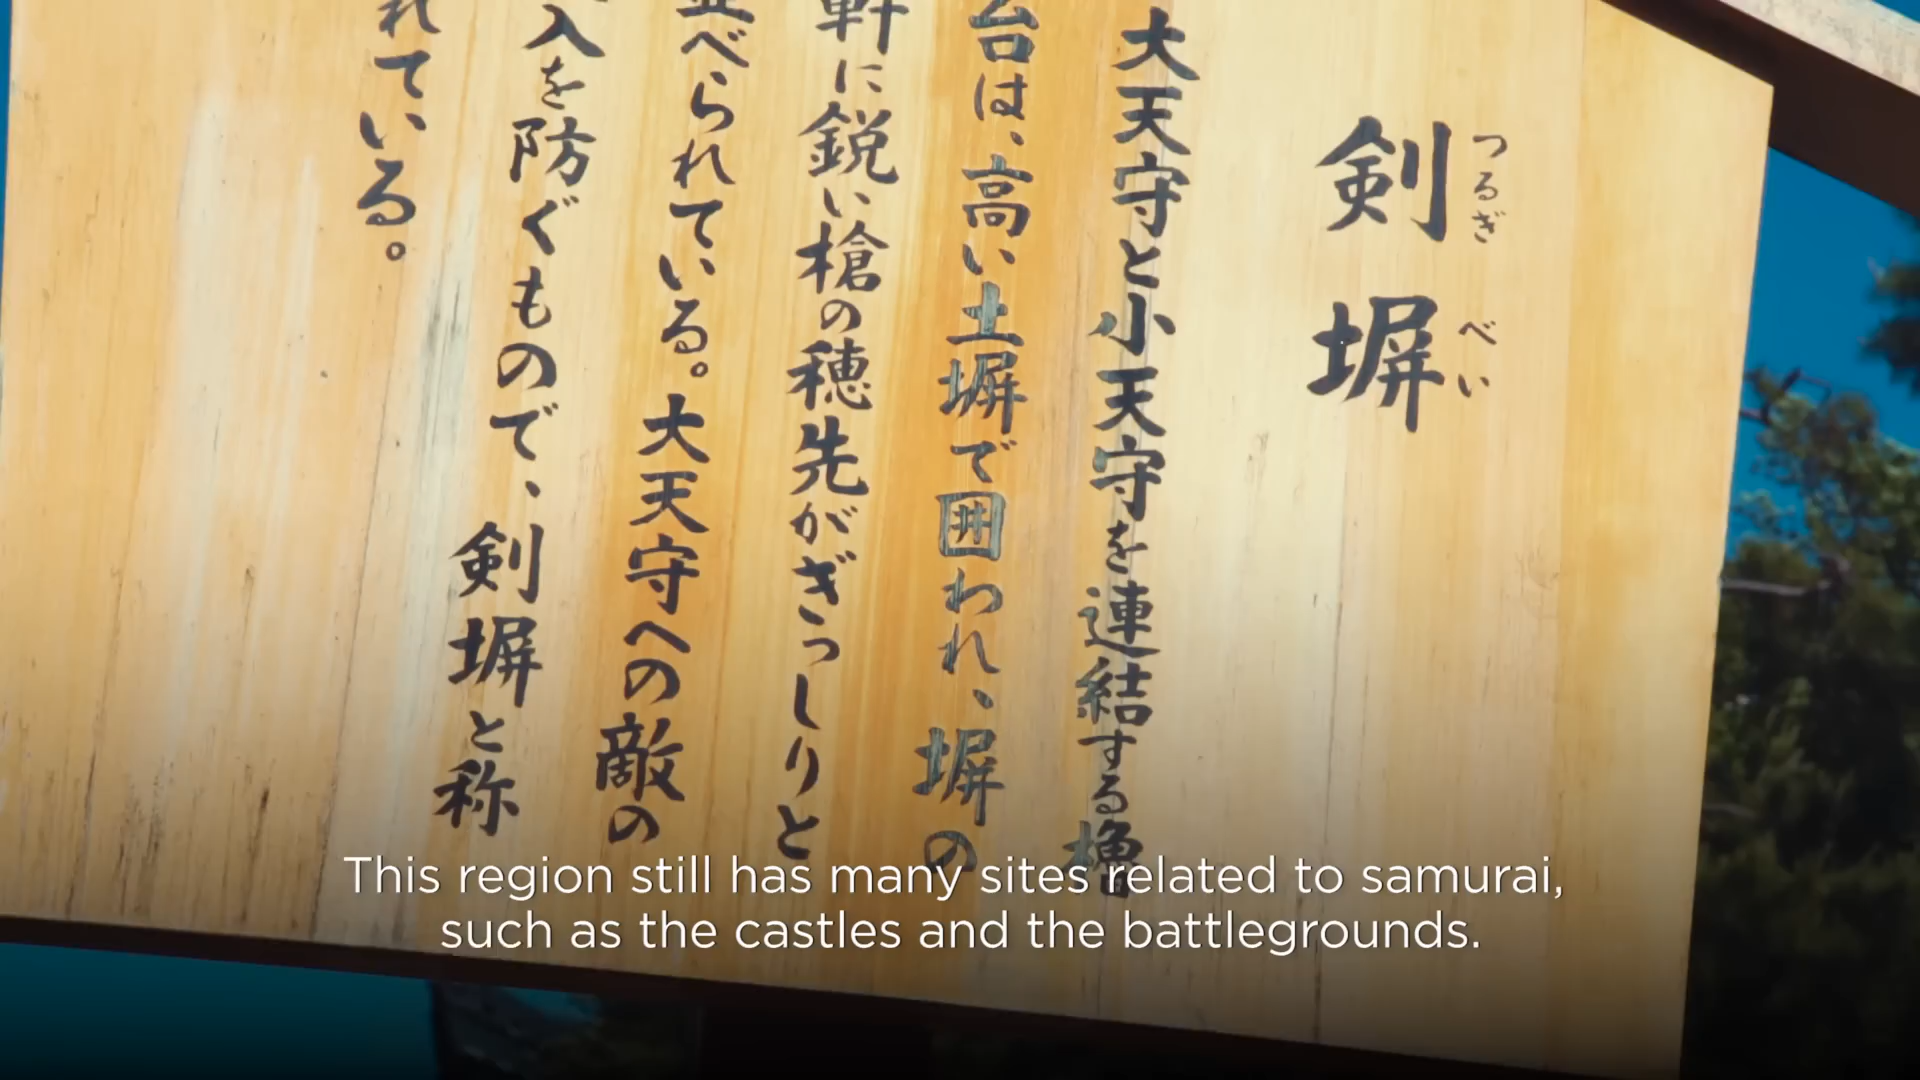 剣塀
つるぎべい
大天守と小天守を連結する櫓
台は、高い土塀で囲われ、塀の
軒に鋭い槍の穂先がぎっしりと
並べられている。大天守への敵の
入を防ぐもので、剣塀と称
れている。
This region still has many sites related to samurai,
such as the castles and the battlegrounds.